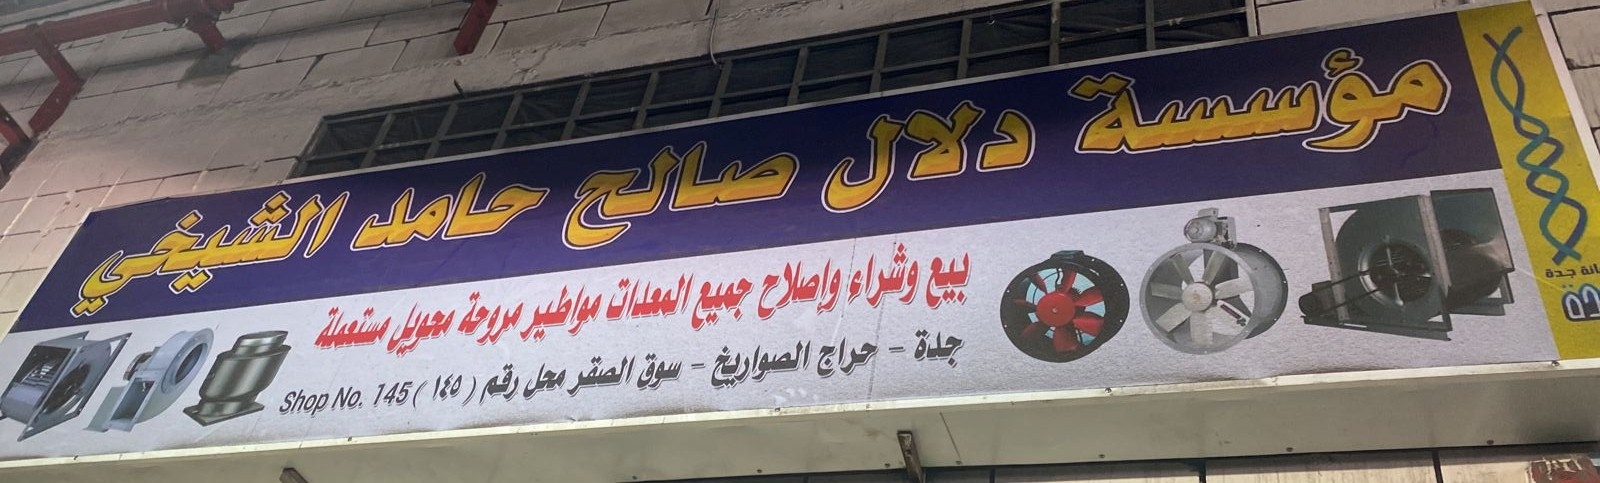 مؤسسة دلال صالح حامد الشيخي
بيع وشراء وإصلاح جميع المعدات مواطير مروحة محويل مستعملة
جدة - حراج الصواريخ - سوق الصقر محل رقم ( ١٤٥ ) Shop No. 145
جدة